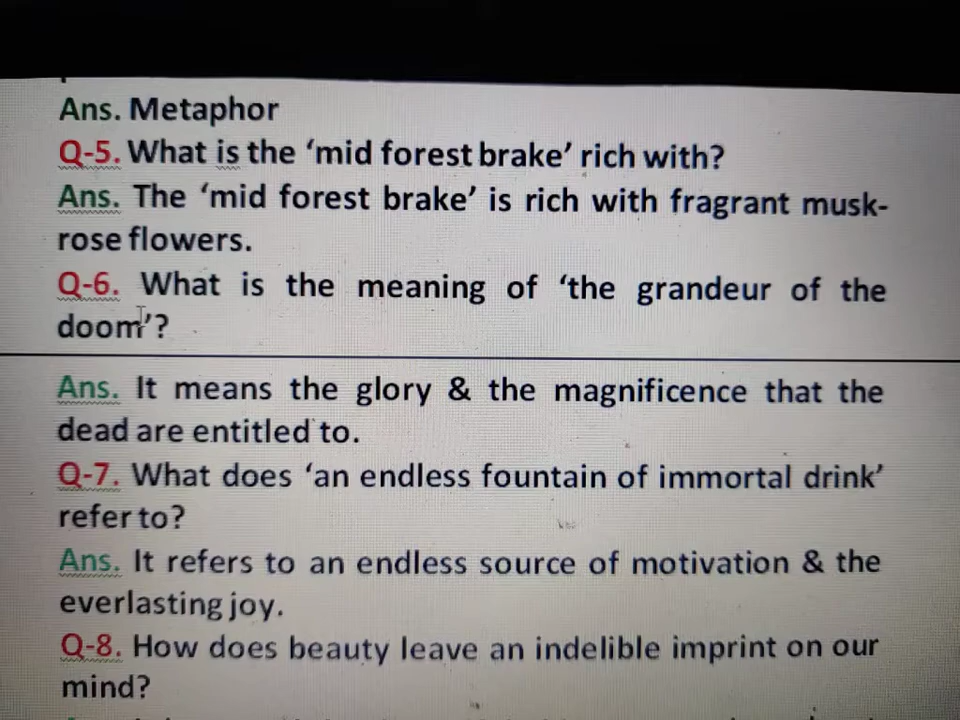 Ans. Metaphor
Q-5. What is the ‘mid forest brake’ rich with?
Ans. The ‘mid forest brake’ is rich with fragrant musk-
rose flowers.
Q-6. What is the meaning of ‘the grandeur of the
doom’?
Ans. It means the glory & the magnificence that the
dead are entitled to.
Q-7. What does ‘an endless fountain of immortal drink’
refer to?
Ans. It refers to an endless source of motivation & the
everlasting joy.
Q-8. How does beauty leave an indelible imprint on our
mind?